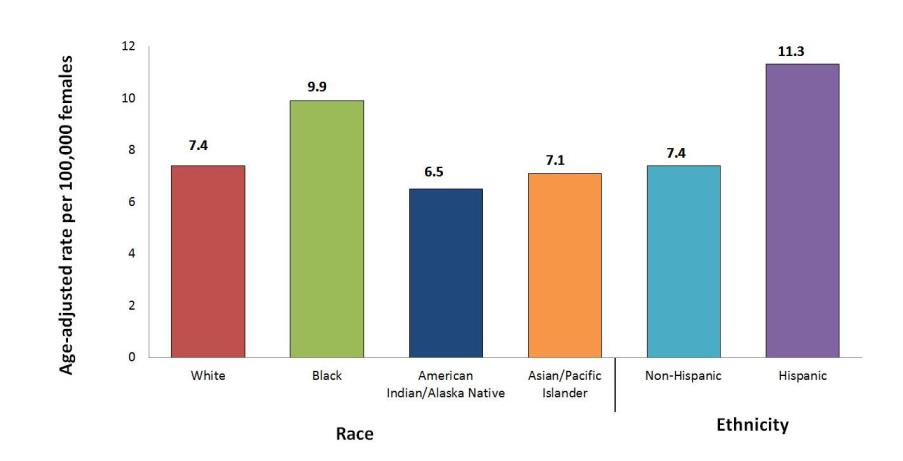 Age-adjusted rate per 100,000 females
12
10
8
6
4
2
0
7.4
9.9
6.5
7.1
7.4
11.3
White
Black
American
Indian/Alaska Native
Asian/Pacific
Islander
Non-Hispanic
Hispanic
Race
Ethnicity